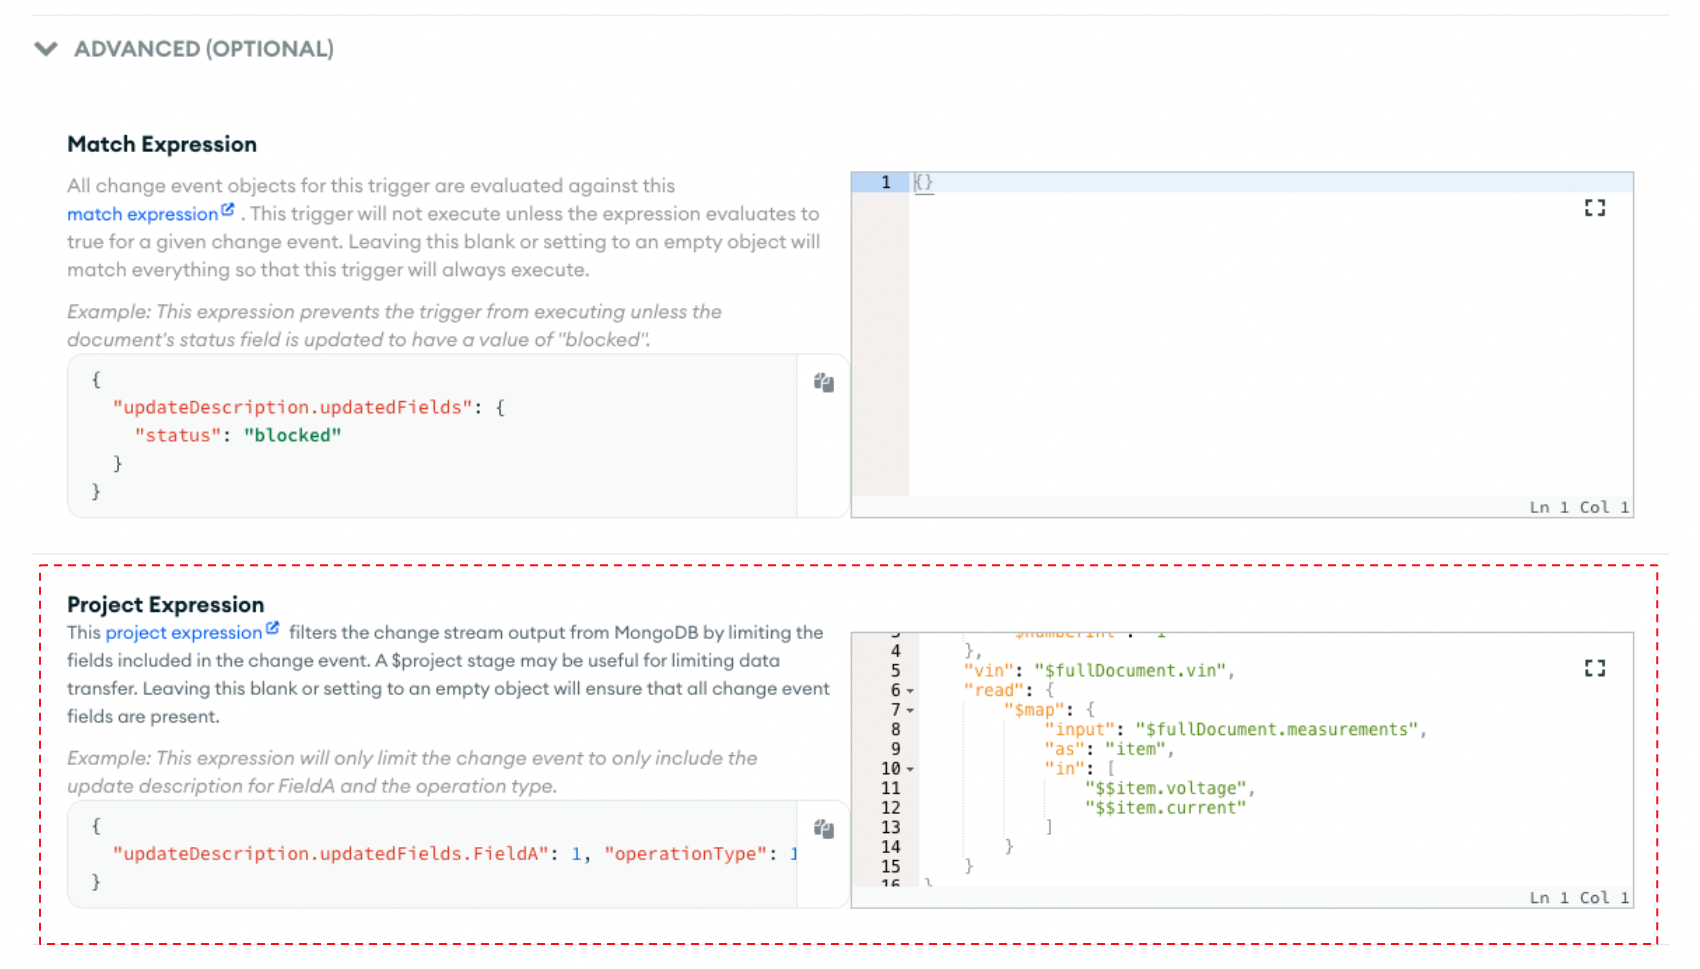 ADVANCED (OPTIONAL)
Match Expression
All change event objects for this trigger are evaluated against this
match expression . This trigger will not execute unless the expression evaluates to
true for a given change event. Leaving this blank or setting to an empty object will
match everything so that this trigger will always execute.
Example: This expression prevents the trigger from executing unless the
document's status field is updated to have a value of "blocked".
{
"updateDescription.updatedFields": {
"status": "blocked"
}
}
1 {}
Ln 1 Col 1
Project Expression
This project expression filters the change stream output from MongoDB by limiting the
fields included in the change event. A $project stage may be useful for limiting data
transfer. Leaving this blank or setting to an empty object will ensure that all change event
fields are present.
Example: This expression will only limit the change event to only include the
update description for FieldA and the operation type.
{
"updateDescription.updatedFields.FieldA": 1, "operationType": 1
}
4 },
5 "vin": "$fullDocument.vin",
6 "read": {
7 "$map": {
8 "input": "$fullDocument.measurements",
9 "as": "item",
10 "in": [
11 "$$item.voltage",
12 "$$item.current"
13 ]
14 }
15 }
16 }
Ln 1 Col 1